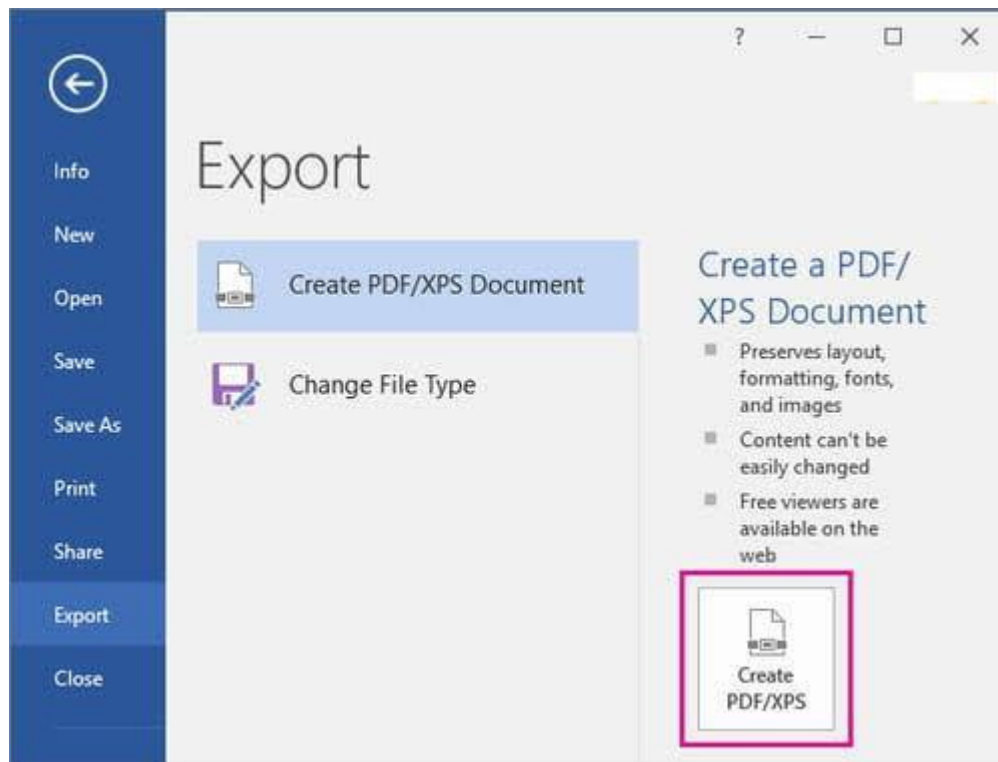 ?
Info
New
Open
Save
Save As
Print
Share
Export
Close
Export
Create PDF/XPS Document
Change File Type
Create a PDF/
XPS Document
Preserves layout,
formatting, fonts,
and images
Content can't be
easily changed
Free viewers are
available on the
web
Create
PDF/XPS